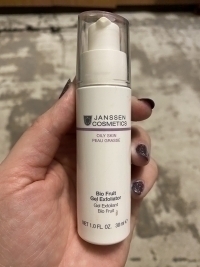 JANSSEN
COSMETICS
OILY SKIN
PEAU GRASSE
Bio Fruit
Gel Exfoliator
Gel Exfoliant
Bio Fruit
NET 1.0 FL. OZ. 30 ml ℮